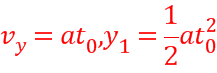 $v_y = at_0, y_1 = \frac{1}{2}at_0^2$